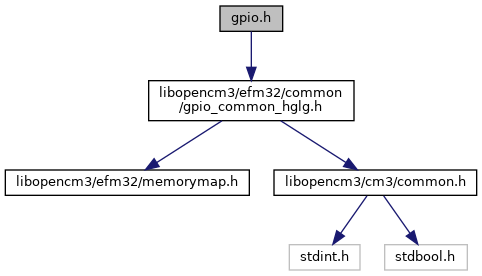 gpio.h
libopencm3/efm32/common
/gpio_common_hglg.h
libopencm3/efm32/memorymap.h
libopencm3/cm3/common.h
stdint.h
stdbool.h